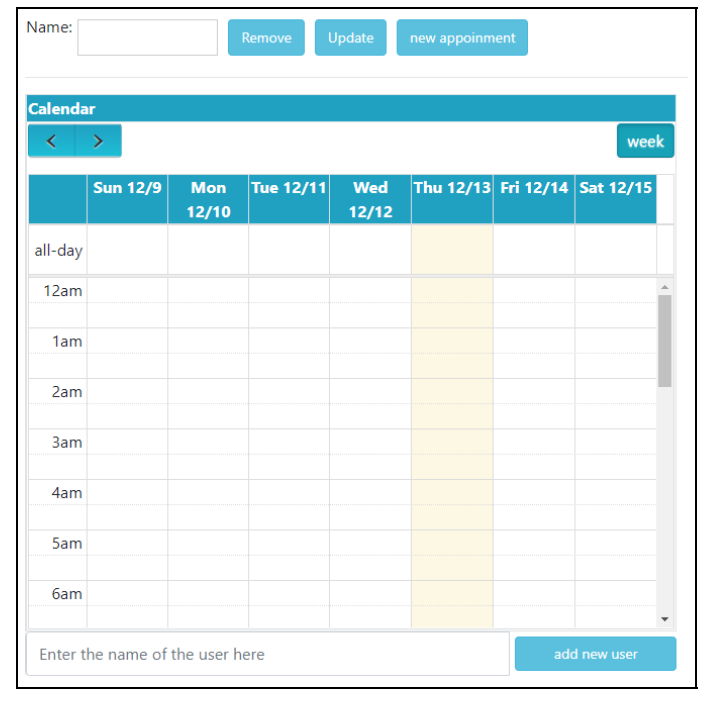 Name:
Remove
Update
new appoinment
Calendar
week
Sun 12/9
Mon
12/10
Tue 12/11
Wed
12/12
Thu 12/13
Fri 12/14
Sat 12/15
all-day
12am
1am
2am
3am
4am
5am
6am
Enter the name of the user here
add new user